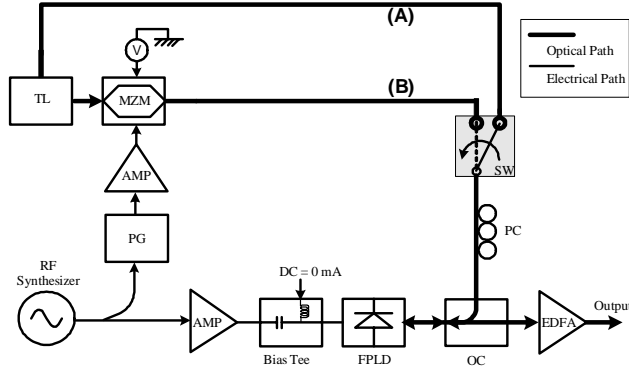 (A)
V
Optical Path
Electrical Path
TL
MZM
(B)
SW
AMP
PG
PC
RF
Synthesizer
DC = 0 mA
AMP
Bias Tee
FPLD
OC
EDFA
Output